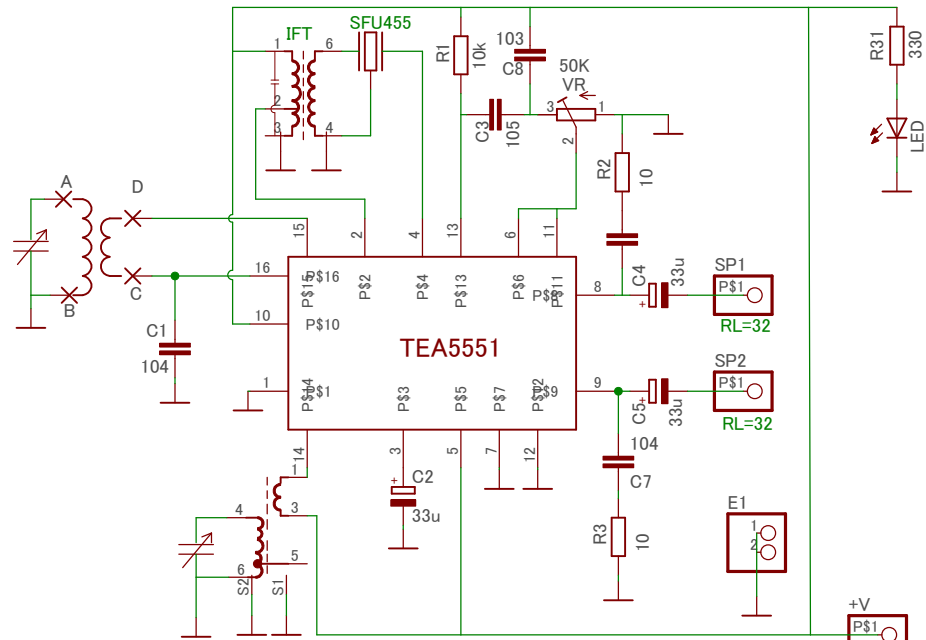 SFU455
IFT
1
6
2
3
4
R1
10k
103
C8
50K
VR
3
1
2
C3
105
R2
10
R31
330
LED
A
D
B
C
C1
104
15
2
4
13
6
11
16
P$16
P$15
P$2
P$4
P$13
P$6
P$11
P$8
8
10
P$10
TEA5551
1
P$1
P$14
P$3
P$5
P$7
P$12
P$9
9
C4
33u
+
SP1
P$1
RL=32
SP2
P$1
RL=32
C5
33u
+
14
3
5
7
12
C2
33u
+
104
C7
R3
10
1
3
4
5
6
S2
S1
E1
1
2
+V
P$1